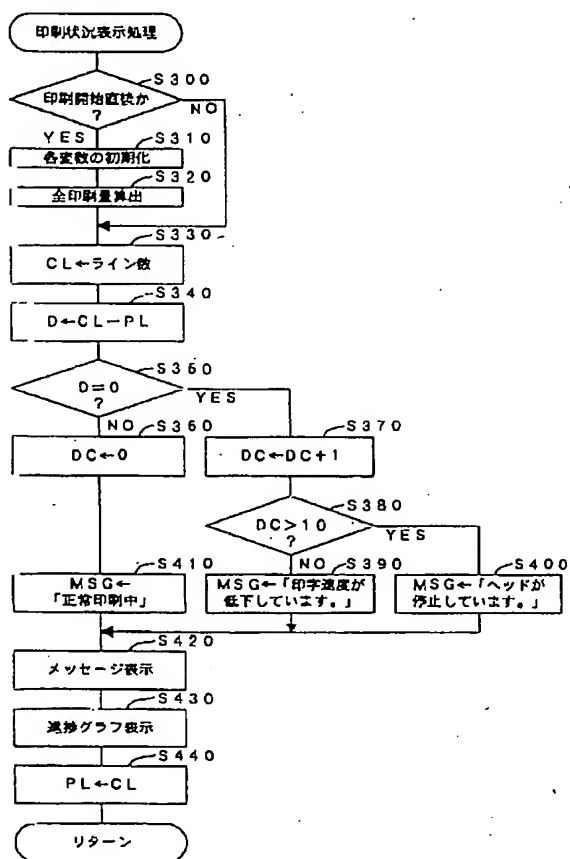 印刷状況表示処理
S300
印刷開始直後か
?
NO
YES
S310
各変数の初期化
S320
全印刷量算出
S330
CL←ライン数
S340
D←CL－PL
S350
D=0
?
YES
NO
S360
DC←0
S370
DC←DC+1
S380
DC>10
?
YES
NO
S390
MSG←「印字速度が
低下しています。」
S400
MSG←「ヘッドが
停止しています。」
S410
MSG←
「正常印刷中」
S420
メッセージ表示
S430
進捗グラフ表示
S440
PL←CL
リターン